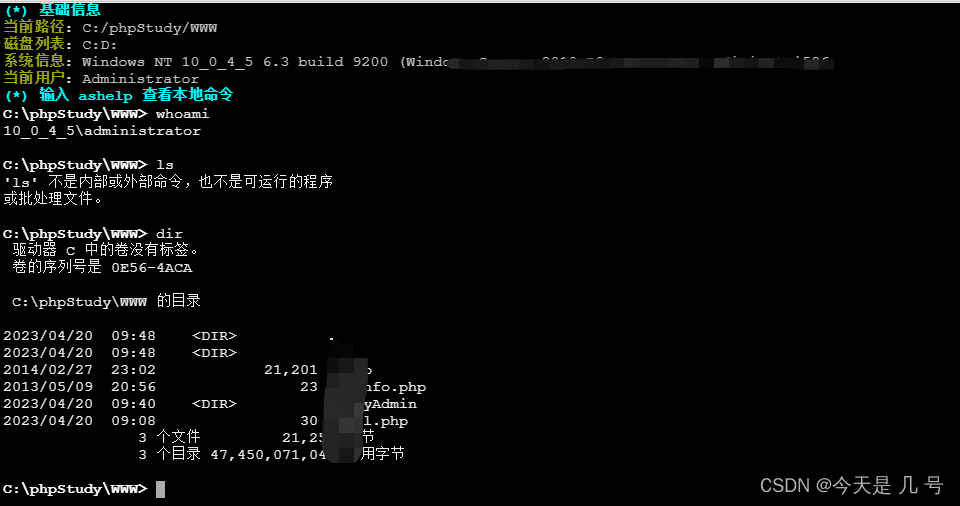 (*) 基础信息
当前路径: C:/phpStudy/WWW
磁盘列表: C:D:
系统信息: Windows NT 10_0_4_5 6.3 build 9200
当前用户: Administrator
(*) 输入 ashelp 查看本地命令
C:\phpStudy\WWW> whoami
10_0_4_5\administrator
C:\phpStudy\WWW> ls
'ls' 不是内部或外部命令，也不是可运行的程序
或批处理文件。
C:\phpStudy\WWW> dir
驱动器 C 中的卷没有标签。
卷的序列号是 0E56-4ACA
C:\phpStudy\WWW 的目录
2023/04/20 09:48 <DIR> .
2023/04/20 09:48 <DIR>
2014/02/27 23:02 21,201
2013/05/09 20:56 23 nfo.php
2023/04/20 09:40 <DIR> yAdmin
2023/04/20 09:08 30 l.php
3 个文件 21,25 节
3 个目录 47,450,071,04 用字节
C:\phpStudy\WWW>
CSDN @今天是 几 号